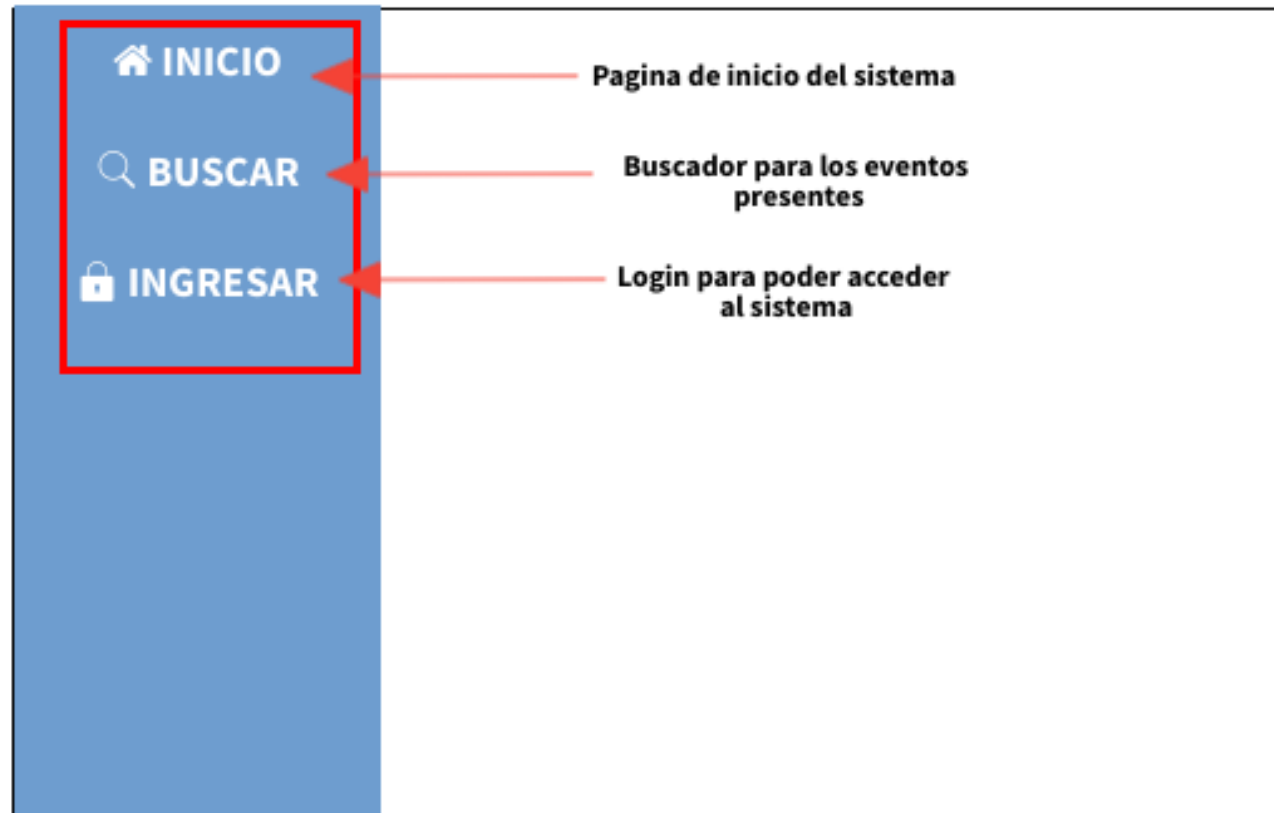 INICIO
Pagina de inicio del sistema
BUSCAR
Buscador para los eventos
presentes
INGRESAR
Login para poder acceder
al sistema